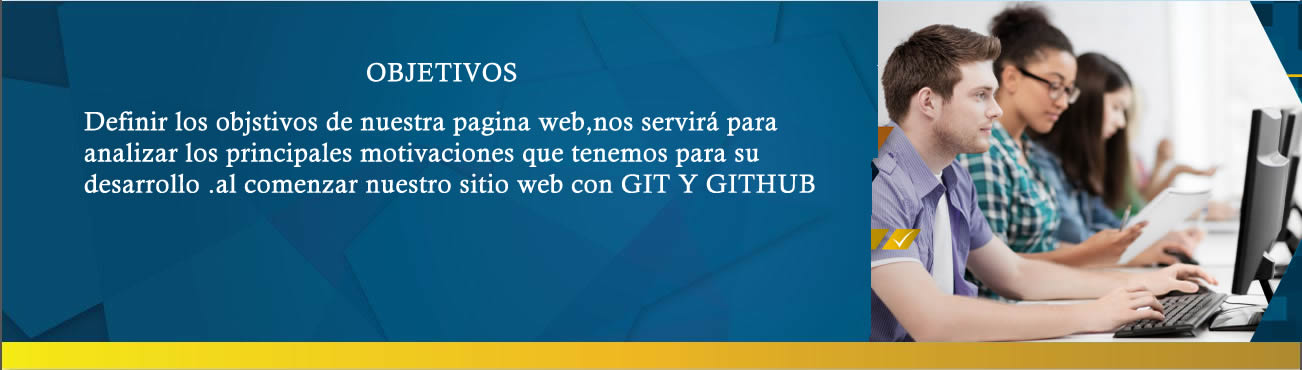 OBJETIVOS
Definir los objstivos de nuestra pagina web,nos servirá para
analizar los principales motivaciones que tenemos para su
desarrollo .al comenzar nuestro sitio web con GIT Y GITHUB